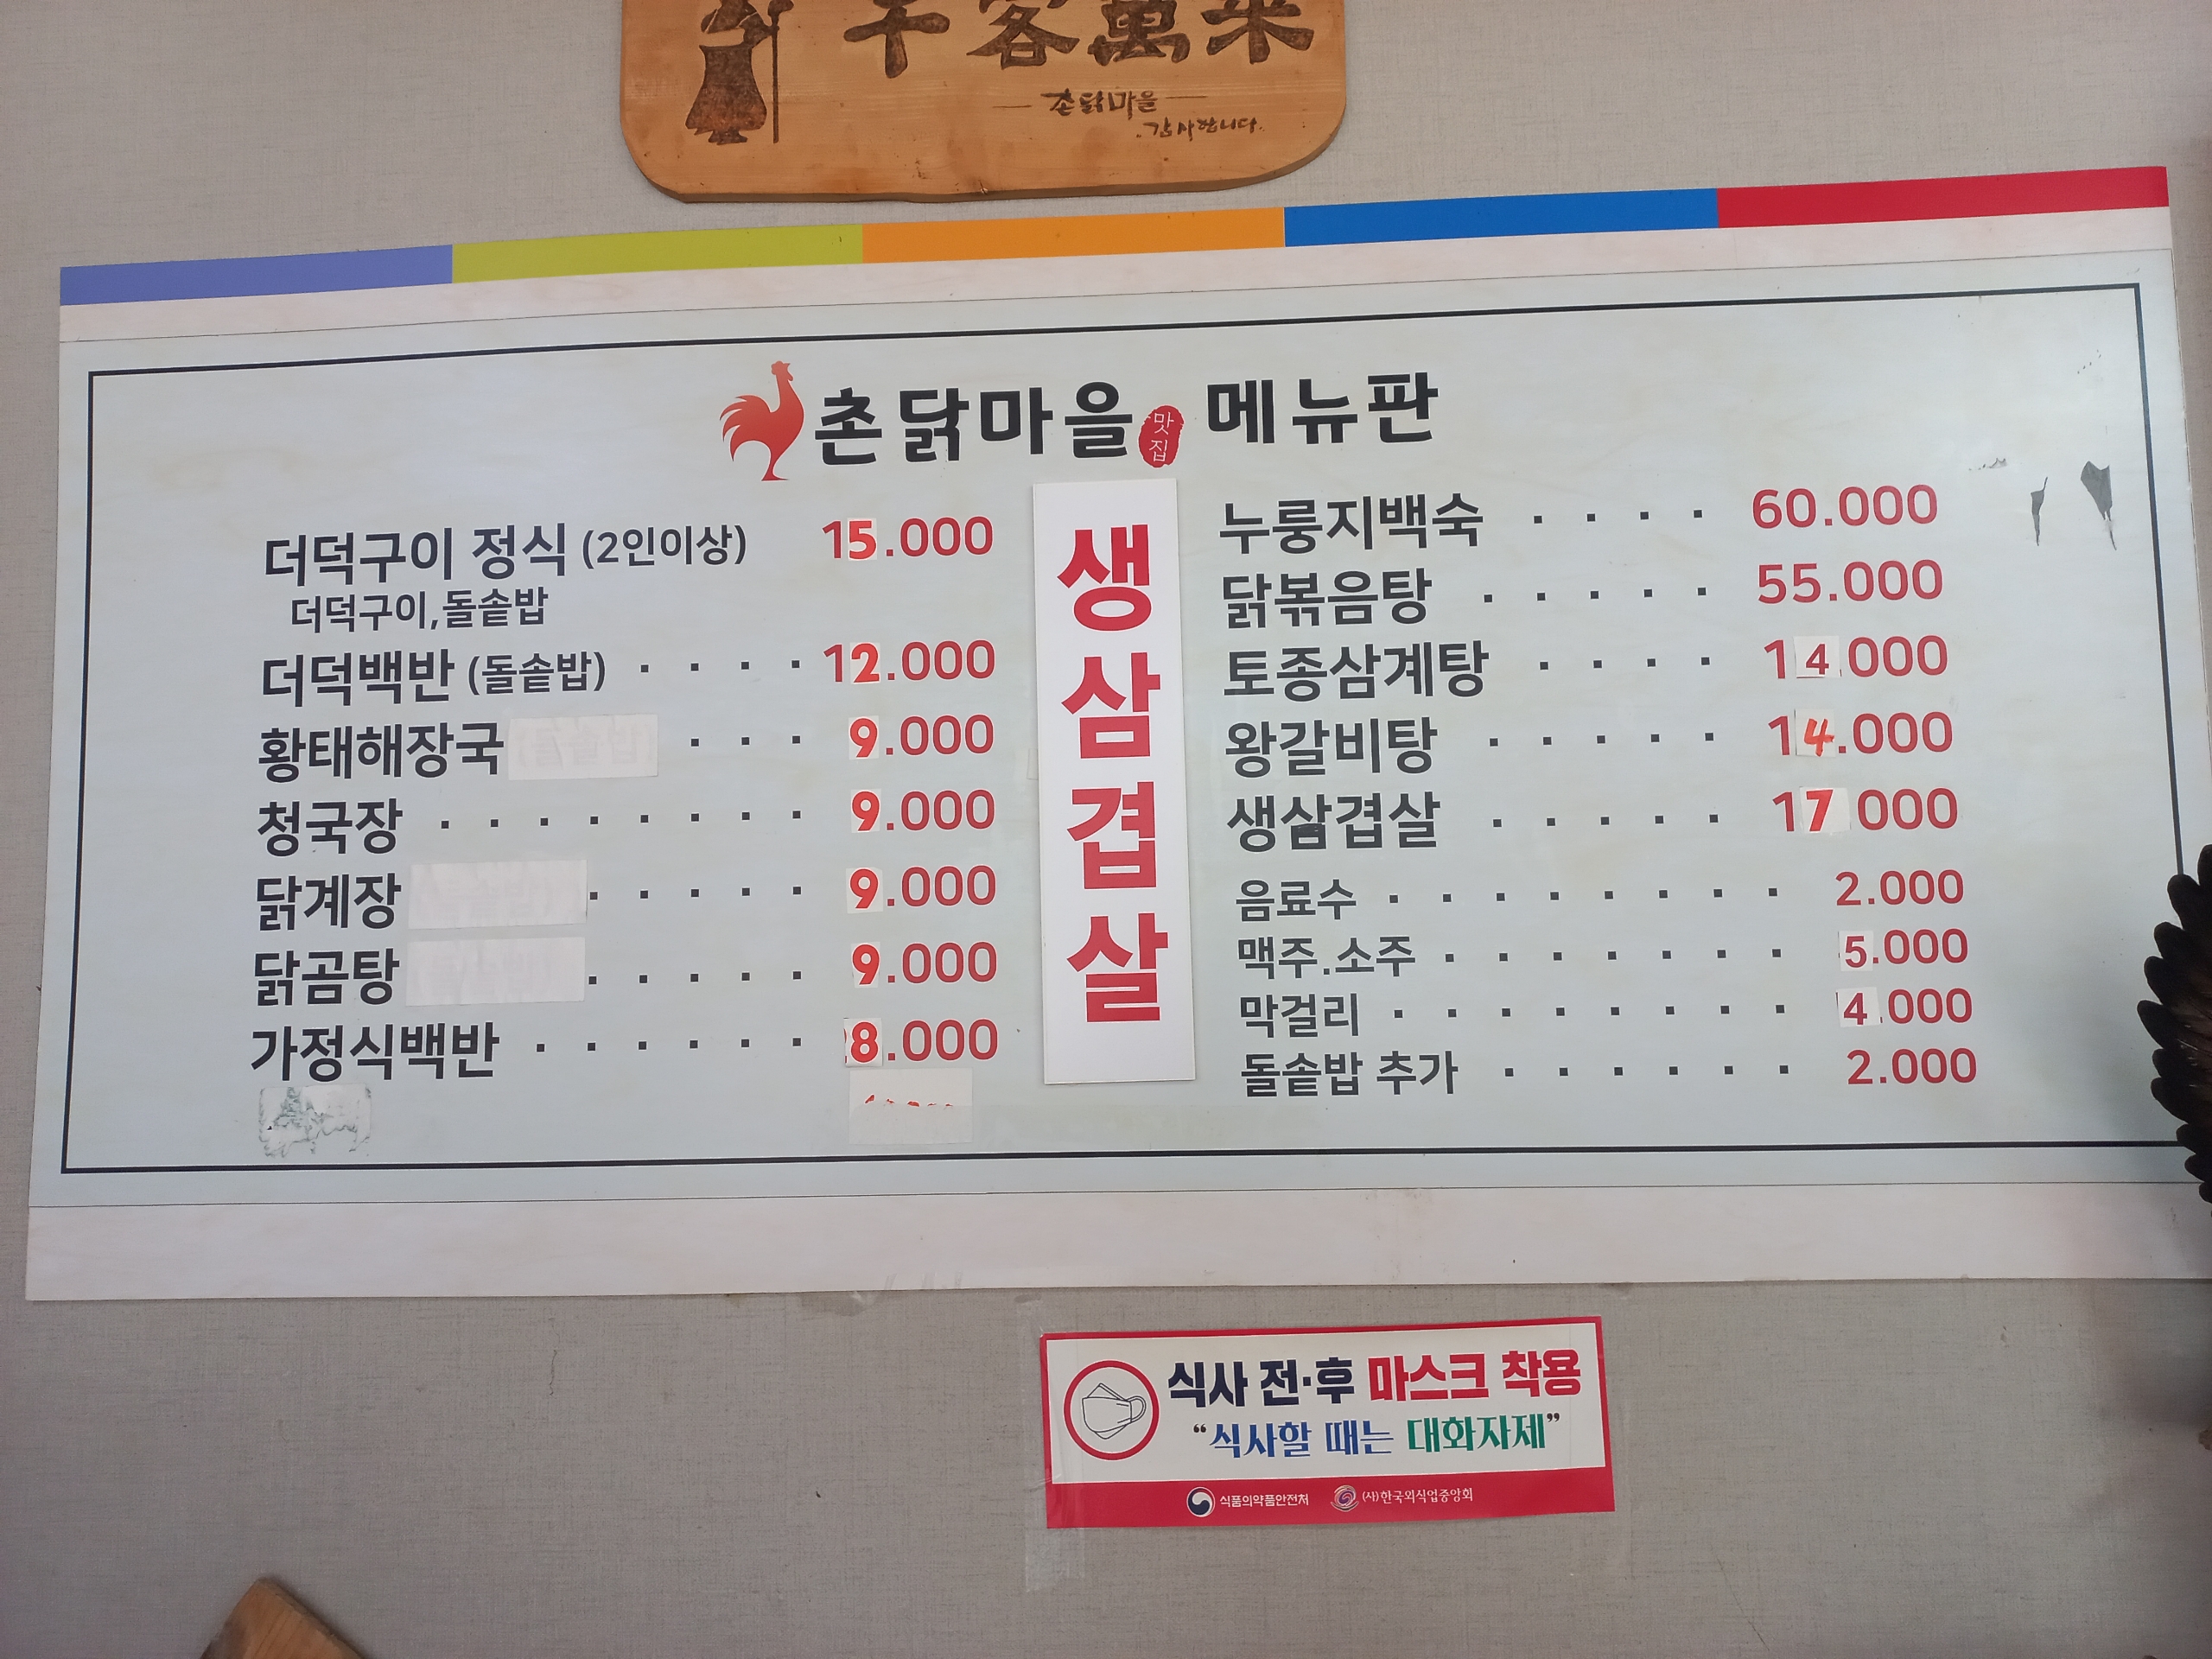 千客萬來
촌닭마을
감사합니다.
촌닭마을 맛집 메뉴판
더덕구이 정식 (2인이상) 15.000
더덕구이,돌솥밥
더덕백반 (돌솥밥) · · · · 12.000
황태해장국 · · · 9.000
청국장 · · · · · · · · 9.000
닭계장 · · · · · 9.000
닭곰탕 · · · · · 9.000
가정식백반 · · · · · · 8.000
생삼겹살
누룽지백숙 · · · · 60.000
닭볶음탕 · · · · · 55.000
토종삼계탕 · · · · 14.000
왕갈비탕 · · · · · 14.000
생삼겹살 · · · · · 17 000
음료수 · · · · · · · · 2.000
맥주.소주 · · · · · · · 5.000
막걸리 · · · · · · · · 4.000
돌솥밥 추가 · · · · · · 2.000
식사 전·후 마스크 착용
“식사할 때는 대화자제”
식품의약품안전처 (사)한국외식업중앙회